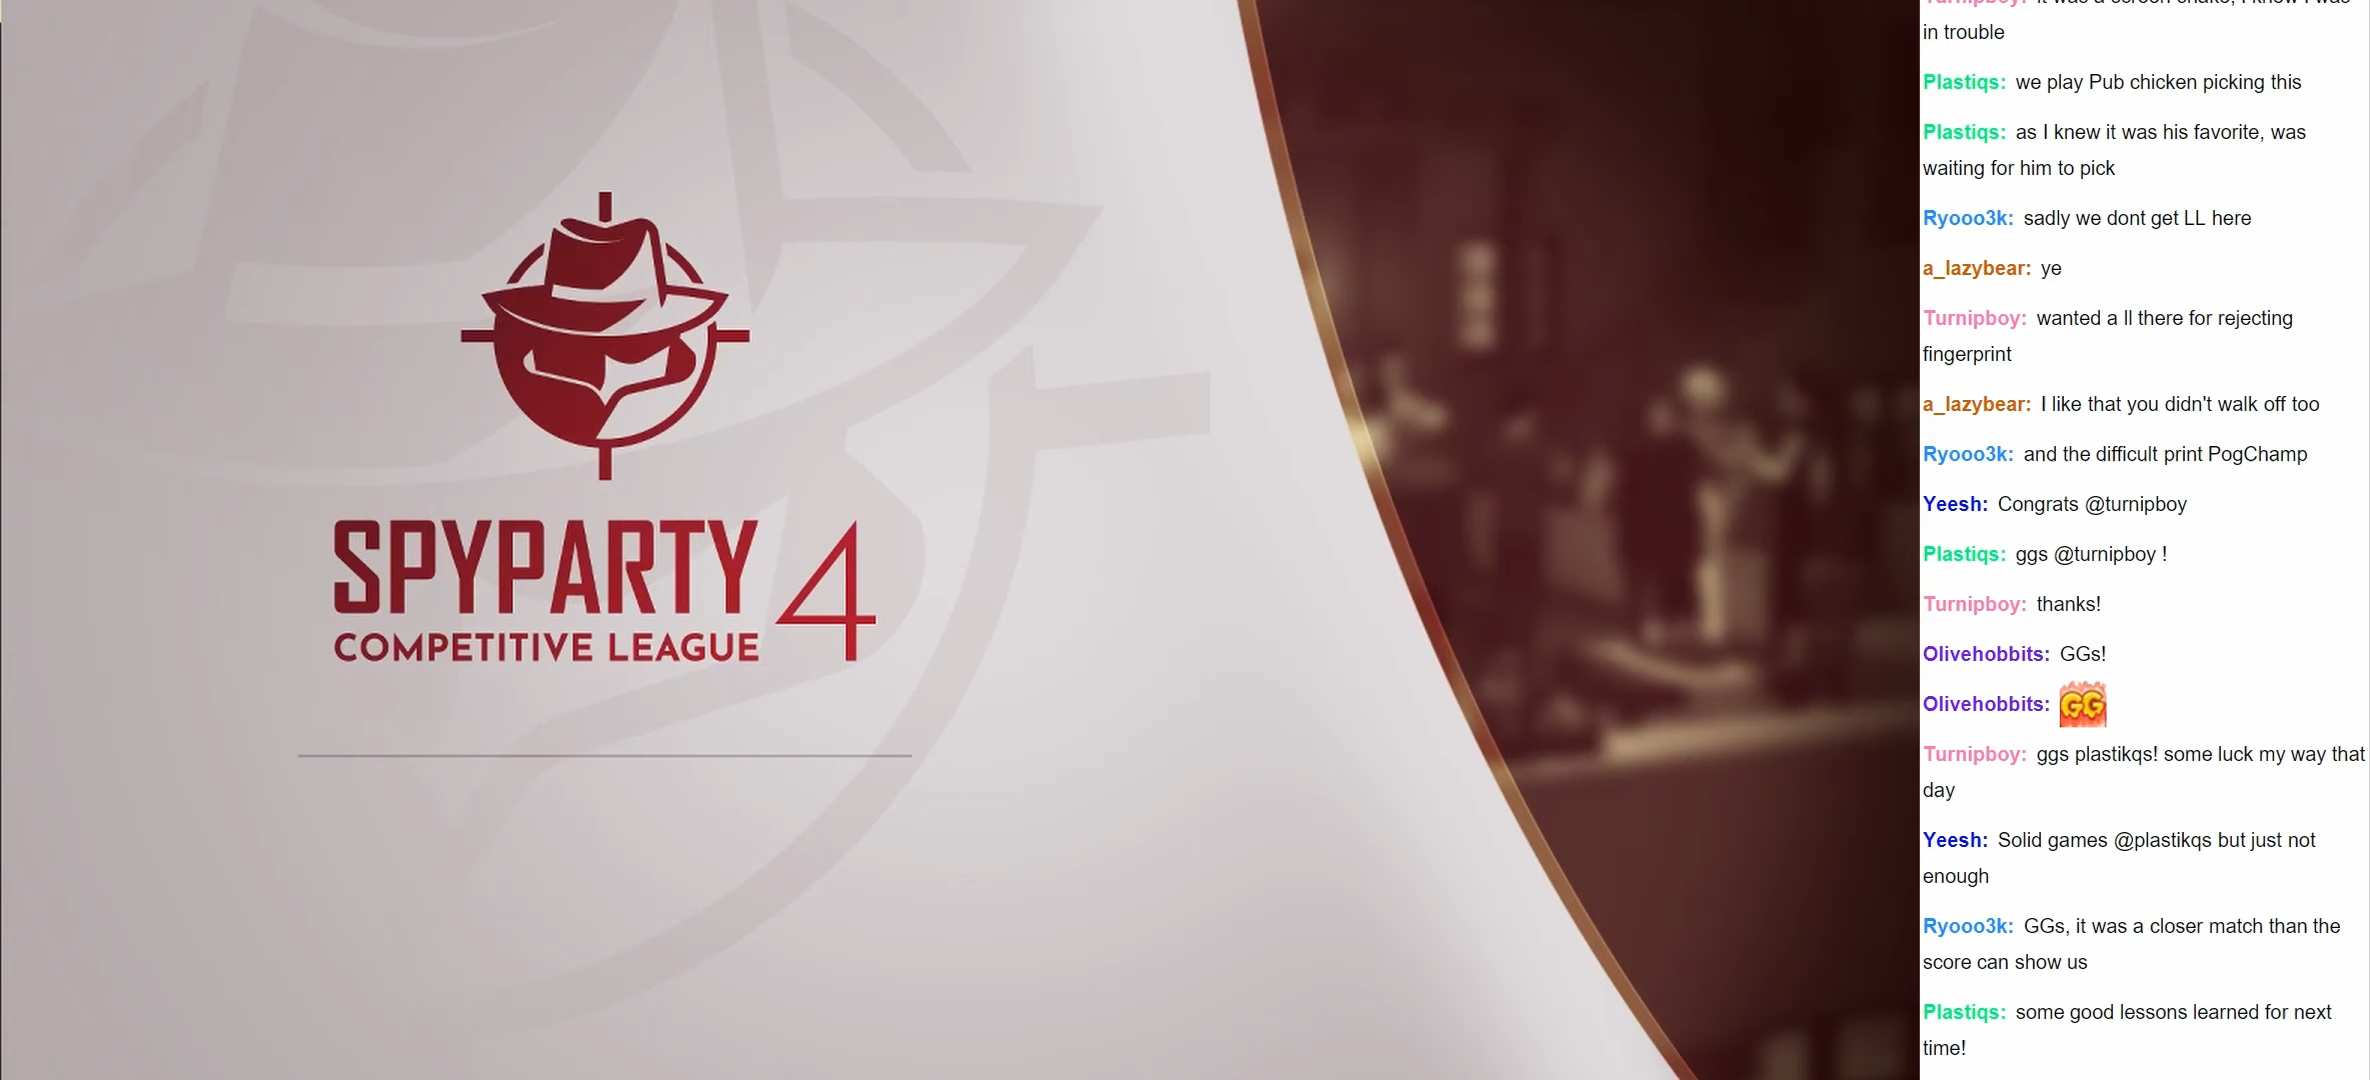 SPYPARTY 4
COMPETITIVE LEAGUE
in trouble
Plastiqs: we play Pub chicken picking this
Plastiqs: as I knew it was his favorite, was
waiting for him to pick
Ryooo3k: sadly we dont get LL here
a_lazybear: ye
Turnipboy: wanted a ll there for rejecting
fingerprint
a_lazybear: I like that you didn't walk off too
Ryooo3k: and the difficult print PogChamp
Yeesh: Congrats @turnipboy
Plastiqs: ggs @turnipboy !
Turnipboy: thanks!
Olivehobbits: GGs!
Olivehobbits: GG
Turnipboy: ggs plastikqs! some luck my way that
day
Yeesh: Solid games @plastikqs but just not
enough
Ryooo3k: GGs, it was a closer match than the
score can show us
Plastiqs: some good lessons learned for next
time!